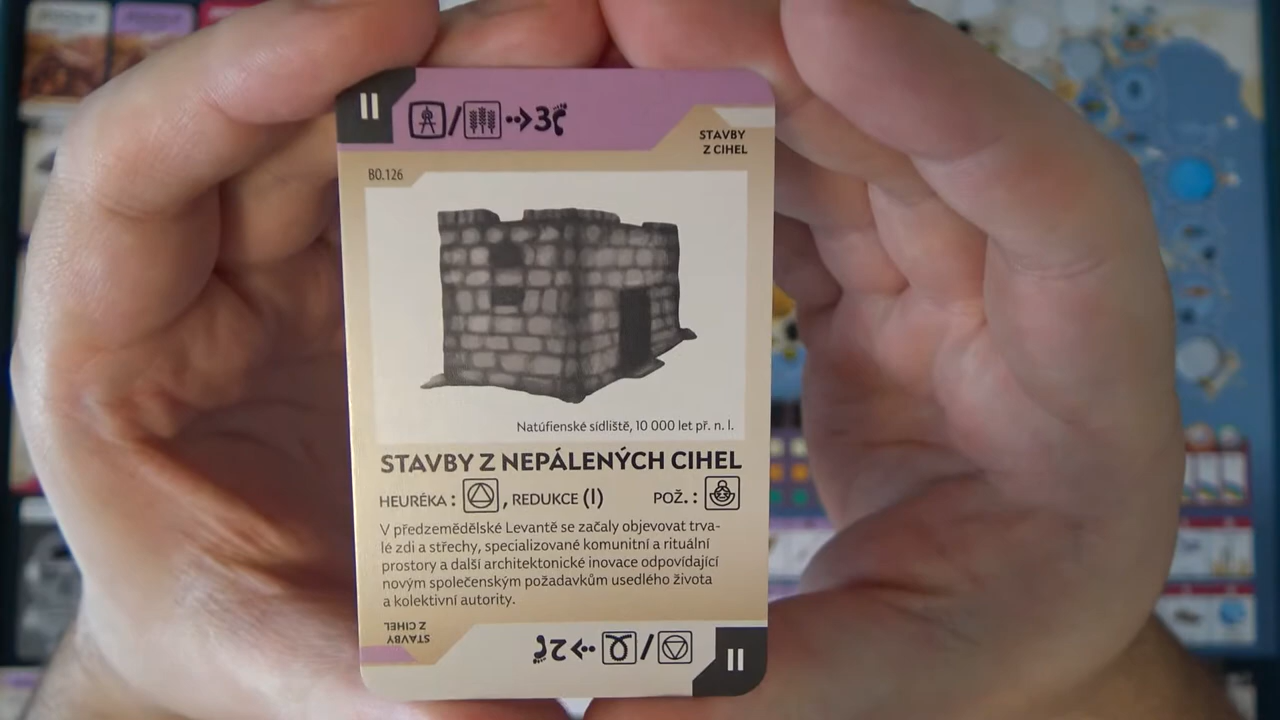 II
3
STAVBY
Z CIHEL
BO.126
Natúfienské sídliště, 10 000 let př. n. l.
STAVBY Z NEPÁLENÝCH CIHEL
HEURÉKA : , REDUKCE (I) POŽ. :
V předzemědělské Levantě se začaly objevovat trva-
lé zdi a střechy, specializované komunitní a rituální
prostory a další architektonické inovace odpovídající
novým společenským požadavkům usedlého života
a kolektivní autority.
STAVBY
Z CIHEL
2
II